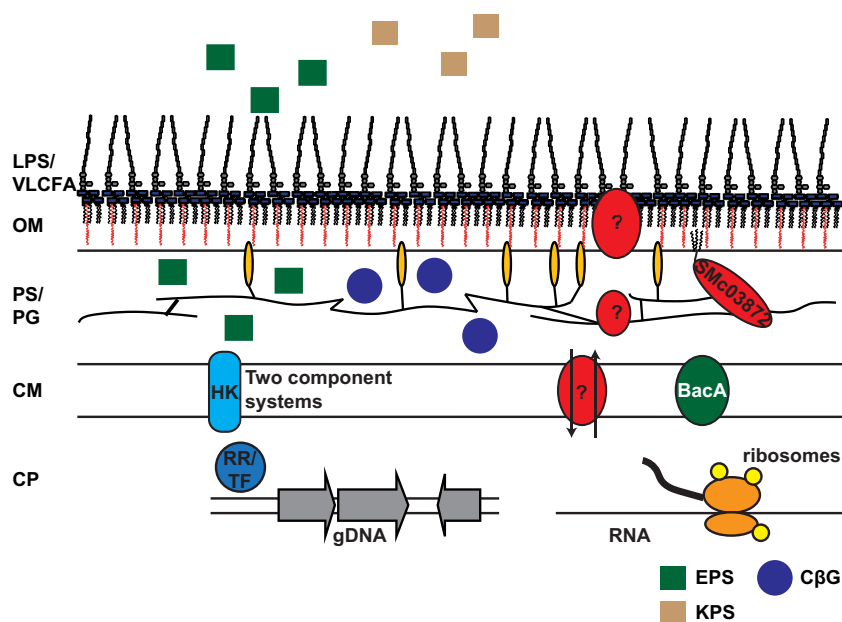 LPS/
VLCFA
OM
?
PS/
PG
SMc03872
?
CM
HK
Two component
systems
?
BacA
CP
RR/
TF
ribosomes
gDNA
RNA
EPS
CβG
KPS